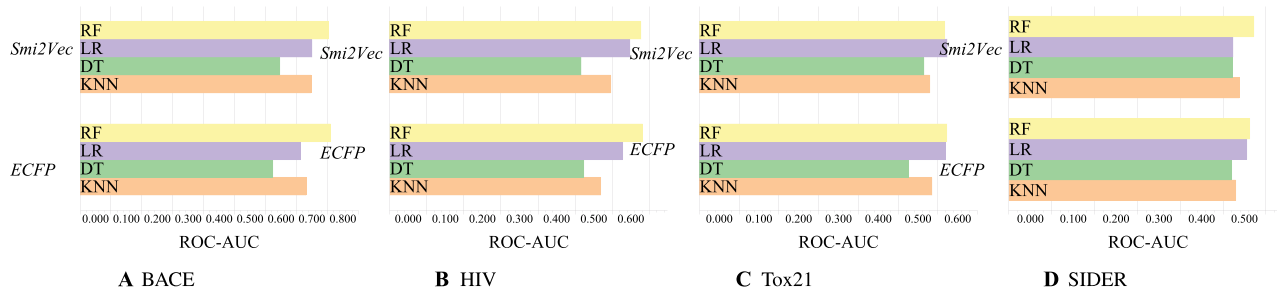 Smi2Vec
RF
LR
DT
KNN
ECFP
RF
LR
DT
KNN
0.000 0.100 0.200 0.300 0.400 0.500 0.600 0.700 0.800
ROC-AUC
A BACE
Smi2Vec
RF
LR
DT
KNN
ECFP
RF
LR
DT
KNN
0.000 0.100 0.200 0.300 0.400 0.500 0.600
ROC-AUC
B HIV
Smi2Vec
RF
LR
DT
KNN
ECFP
RF
LR
DT
KNN
0.000 0.100 0.200 0.300 0.400 0.500 0.600
ROC-AUC
C Tox21
Smi2Vec
RF
LR
DT
KNN
ECFP
RF
LR
DT
KNN
0.000 0.100 0.200 0.300 0.400 0.500
ROC-AUC
D SIDER